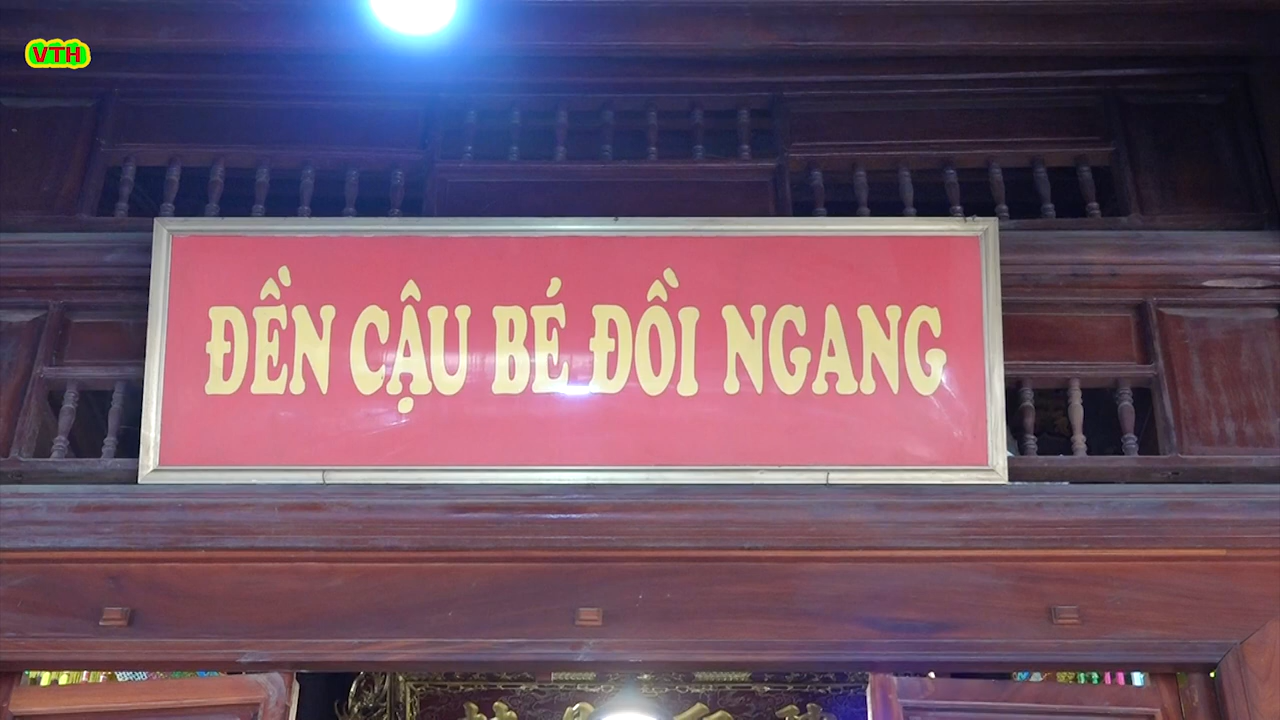 VTH
ĐỀN CẬU BÉ ĐỒI NGANG